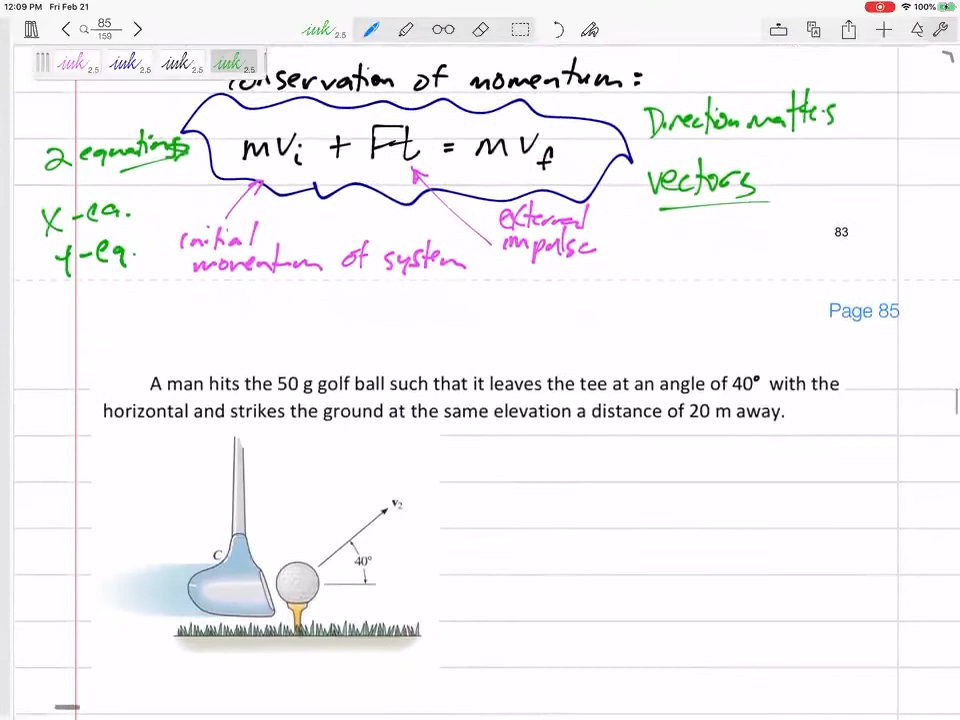 12:09 PM Fri Feb 21
100%
85
159
ink 2.5
ink 2.5 ink 2.5 ink 2.5 ink 2.5
conservation of momentum:
mvi + Ft = mvf
Direction matters
vectors
2 equations
x-eq.
y-eq.
initial
momentum of system
external
impulse
83
Page 85
A man hits the 50 g golf ball such that it leaves the tee at an angle of 40° with the
horizontal and strikes the ground at the same elevation a distance of 20 m away.
C
v2
40°